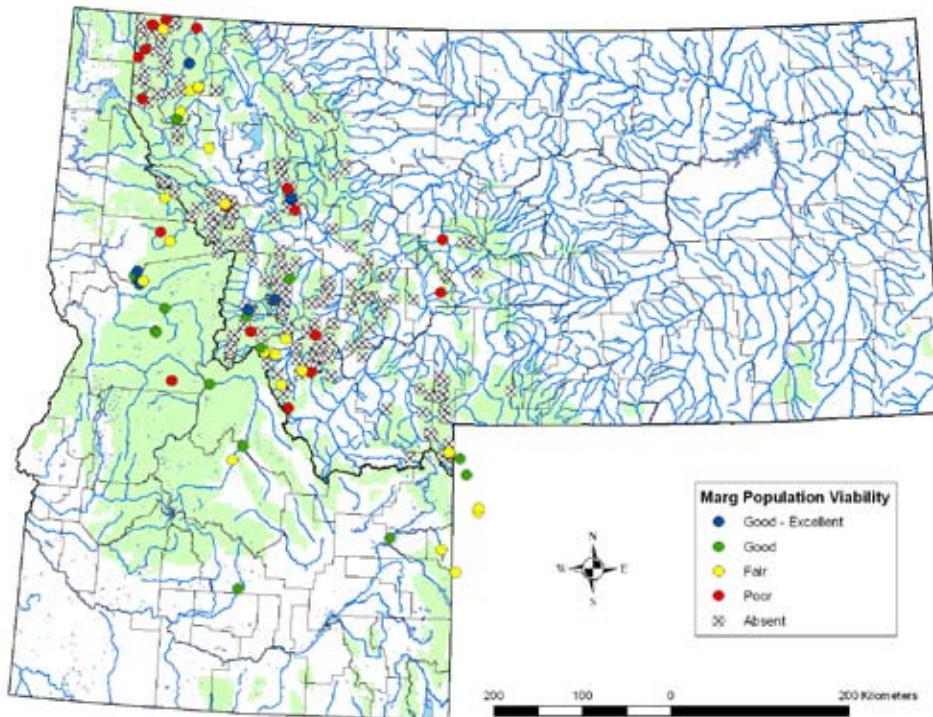 Marg Population Viability
Good - Excellent
Good
Fair
Poor
Absent
N
W E
S
200 100 0 200 Kilometers